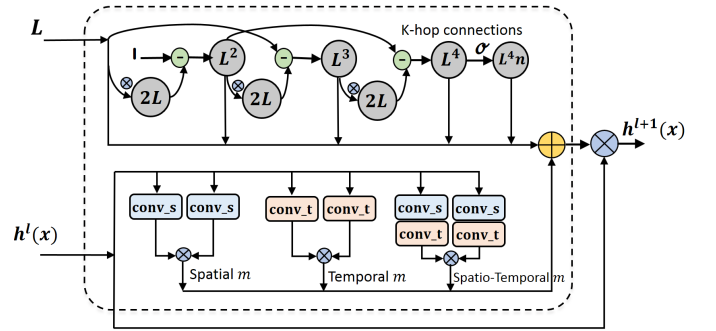 K-hop connections
L
I
-
L²
-
L³
-
L⁴
σ
L⁴n
2L
2L
2L
hˡ⁺¹(x)
conv_s
conv_s
conv_t
conv_t
conv_s
conv_s
conv_t
conv_t
hˡ(x)
Spatial m
Temporal m
Spatio-Temporal m